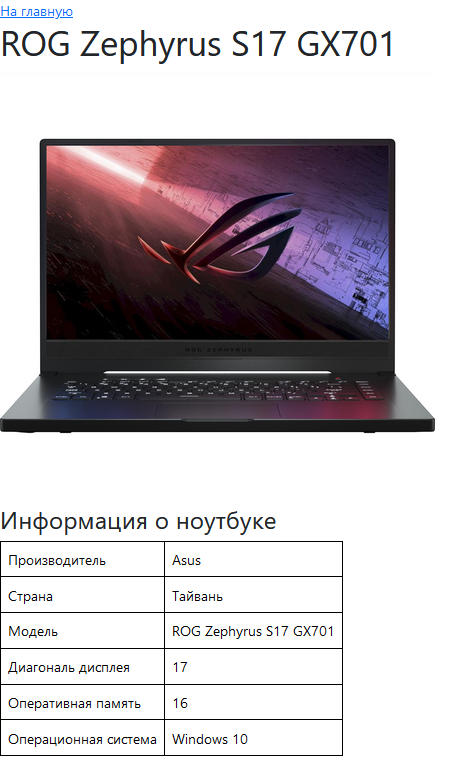 На главную
ROG Zephyrus S17 GX701
ROG ZEPHYRUS
Информация о ноутбуке
Производитель Asus
Страна Тайвань
Модель ROG Zephyrus S17 GX701
Диагональ дисплея 17
Оперативная память 16
Операционная система Windows 10